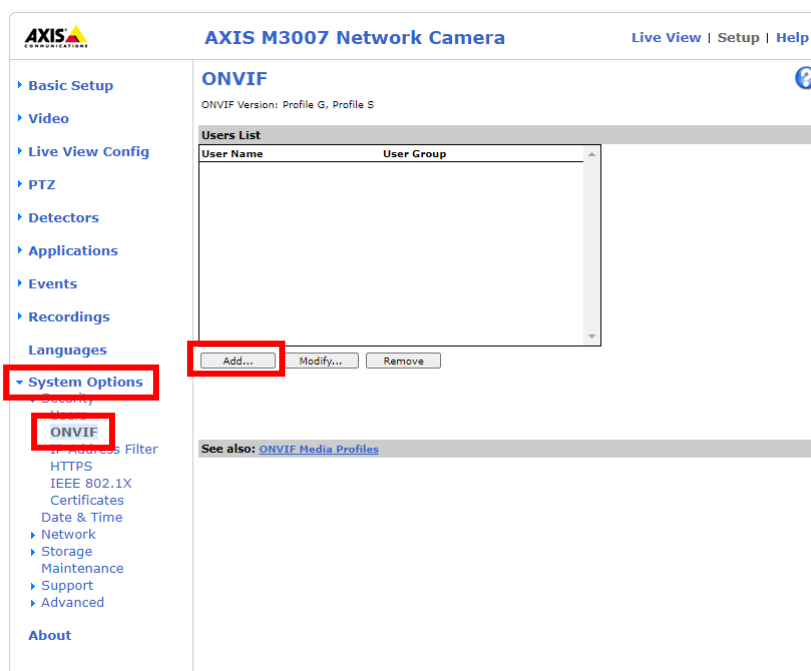 AXIS
COMMUNICATIONS
AXIS M3007 Network Camera
Live View | Setup | Help
Basic Setup
Video
Live View Config
PTZ
Detectors
Applications
Events
Recordings
Languages
System Options
Security
Users
ONVIF
IP Address Filter
HTTPS
IEEE 802.1X
Certificates
Date & Time
Network
Storage
Maintenance
Support
Advanced
About
ONVIF
ONVIF Version: Profile G, Profile S
Users List
User Name User Group
Add... Modify... Remove
See also: ONVIF Media Profiles